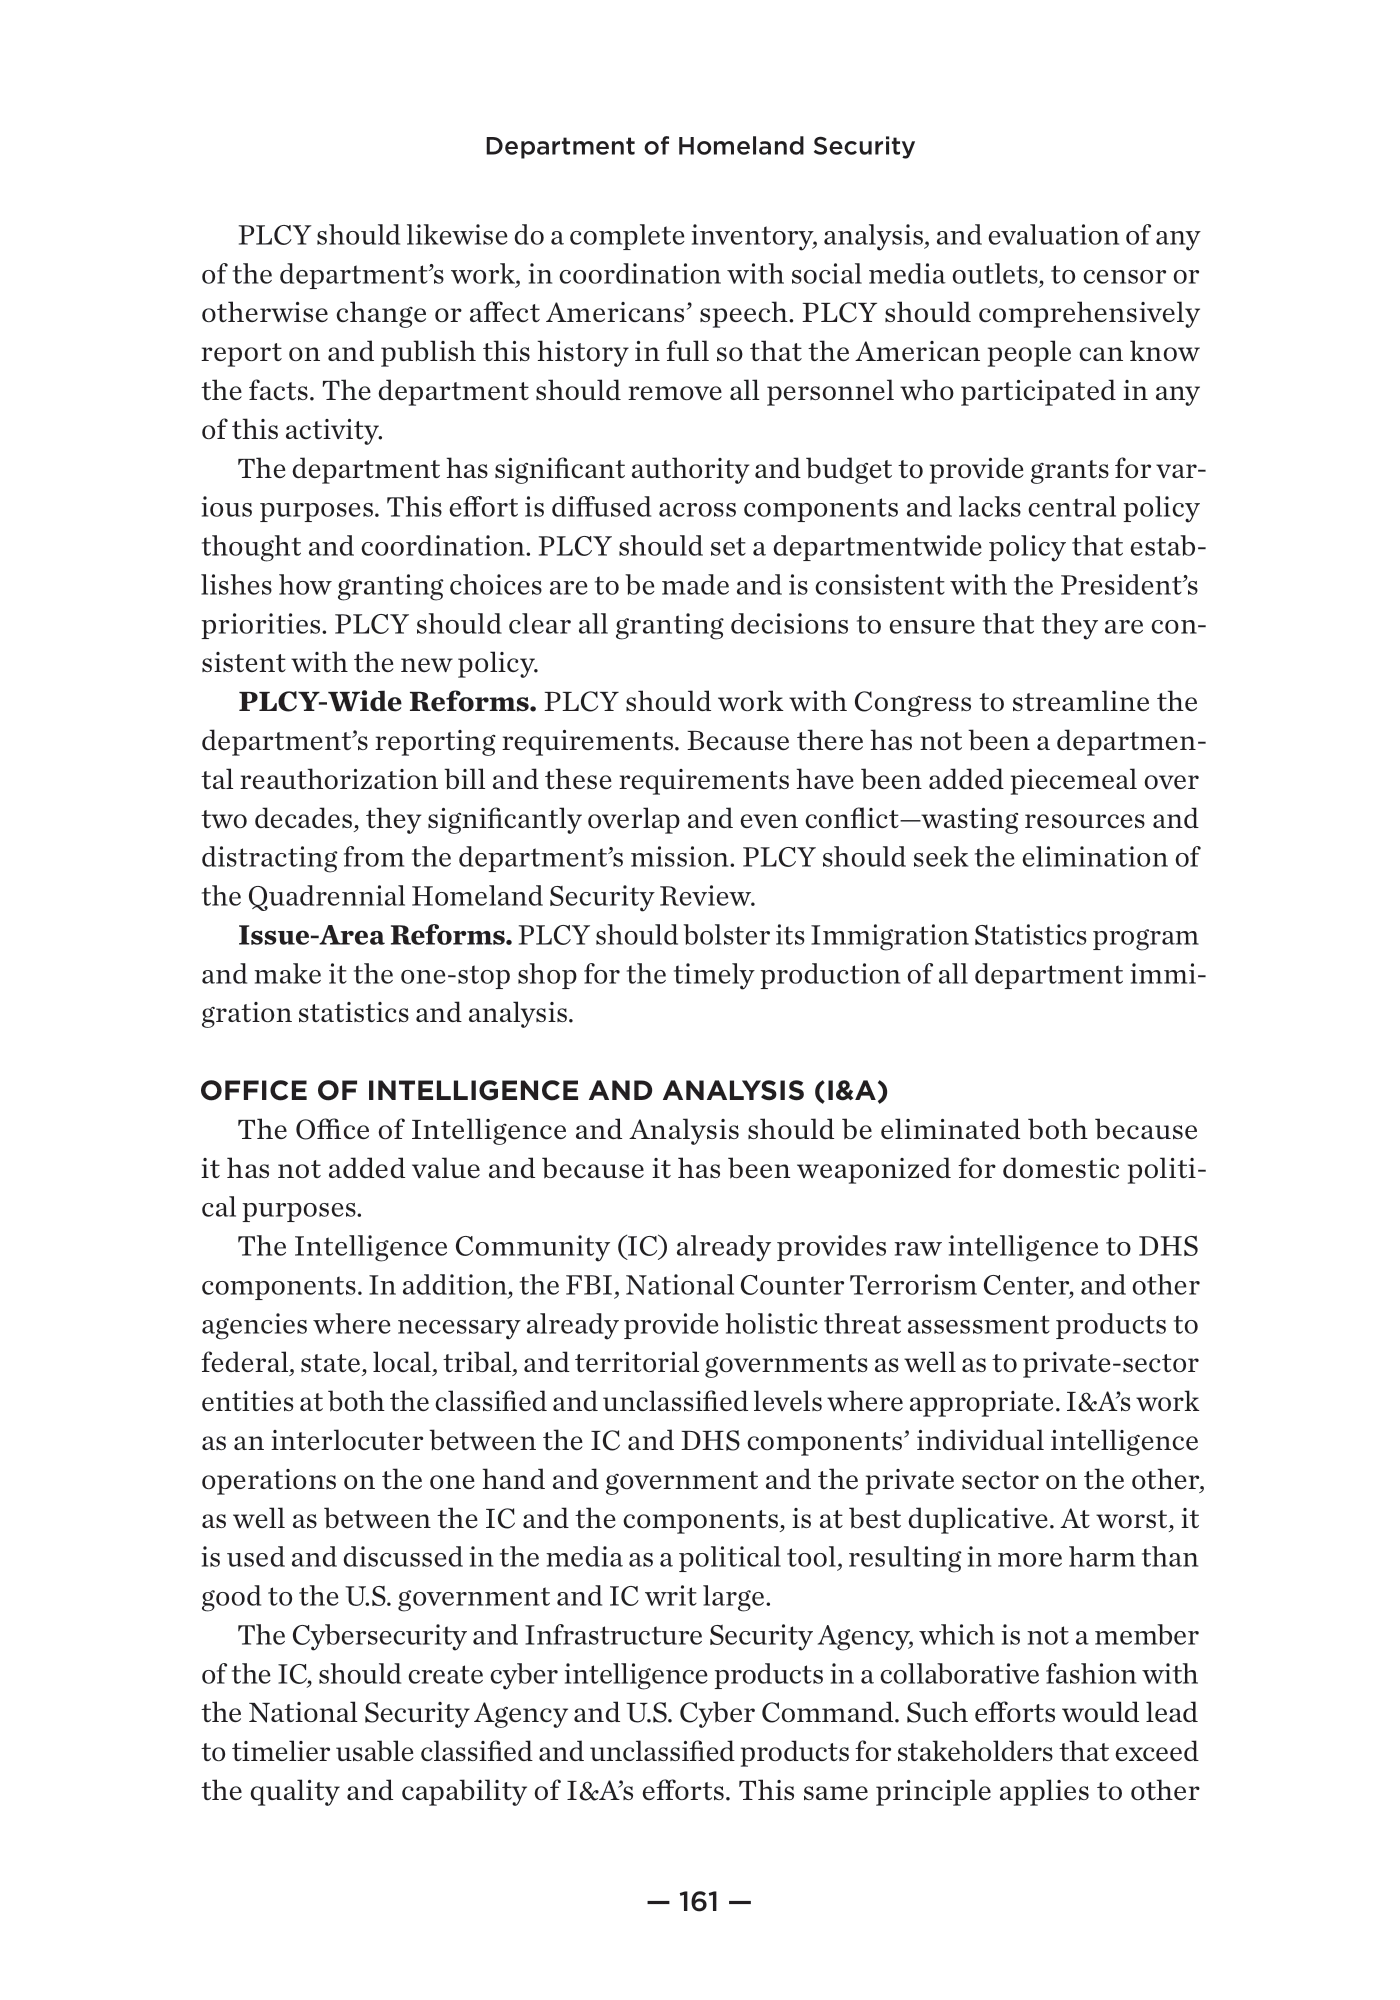 Department of Homeland Security
PLCY should likewise do a complete inventory, analysis, and evaluation of any
of the department’s work, in coordination with social media outlets, to censor or
otherwise change or affect Americans’ speech. PLCY should comprehensively
report on and publish this history in full so that the American people can know
the facts. The department should remove all personnel who participated in any
of this activity.
The department has significant authority and budget to provide grants for var-
ious purposes. This effort is diffused across components and lacks central policy
thought and coordination. PLCY should set a departmentwide policy that estab-
lishes how granting choices are to be made and is consistent with the President’s
priorities. PLCY should clear all granting decisions to ensure that they are con-
sistent with the new policy.
PLCY-Wide Reforms. PLCY should work with Congress to streamline the
department’s reporting requirements. Because there has not been a departmen-
tal reauthorization bill and these requirements have been added piecemeal over
two decades, they significantly overlap and even conflict—wasting resources and
distracting from the department’s mission. PLCY should seek the elimination of
the Quadrennial Homeland Security Review.
Issue-Area Reforms. PLCY should bolster its Immigration Statistics program
and make it the one-stop shop for the timely production of all department immi-
gration statistics and analysis.
OFFICE OF INTELLIGENCE AND ANALYSIS (I&A)
The Office of Intelligence and Analysis should be eliminated both because
it has not added value and because it has been weaponized for domestic politi-
cal purposes.
The Intelligence Community (IC) already provides raw intelligence to DHS
components. In addition, the FBI, National Counter Terrorism Center, and other
agencies where necessary already provide holistic threat assessment products to
federal, state, local, tribal, and territorial governments as well as to private-sector
entities at both the classified and unclassified levels where appropriate. I&A’s work
as an interlocuter between the IC and DHS components’ individual intelligence
operations on the one hand and government and the private sector on the other,
as well as between the IC and the components, is at best duplicative. At worst, it
is used and discussed in the media as a political tool, resulting in more harm than
good to the U.S. government and IC writ large.
The Cybersecurity and Infrastructure Security Agency, which is not a member
of the IC, should create cyber intelligence products in a collaborative fashion with
the National Security Agency and U.S. Cyber Command. Such efforts would lead
to timelier usable classified and unclassified products for stakeholders that exceed
the quality and capability of I&A’s efforts. This same principle applies to other
— 161 —